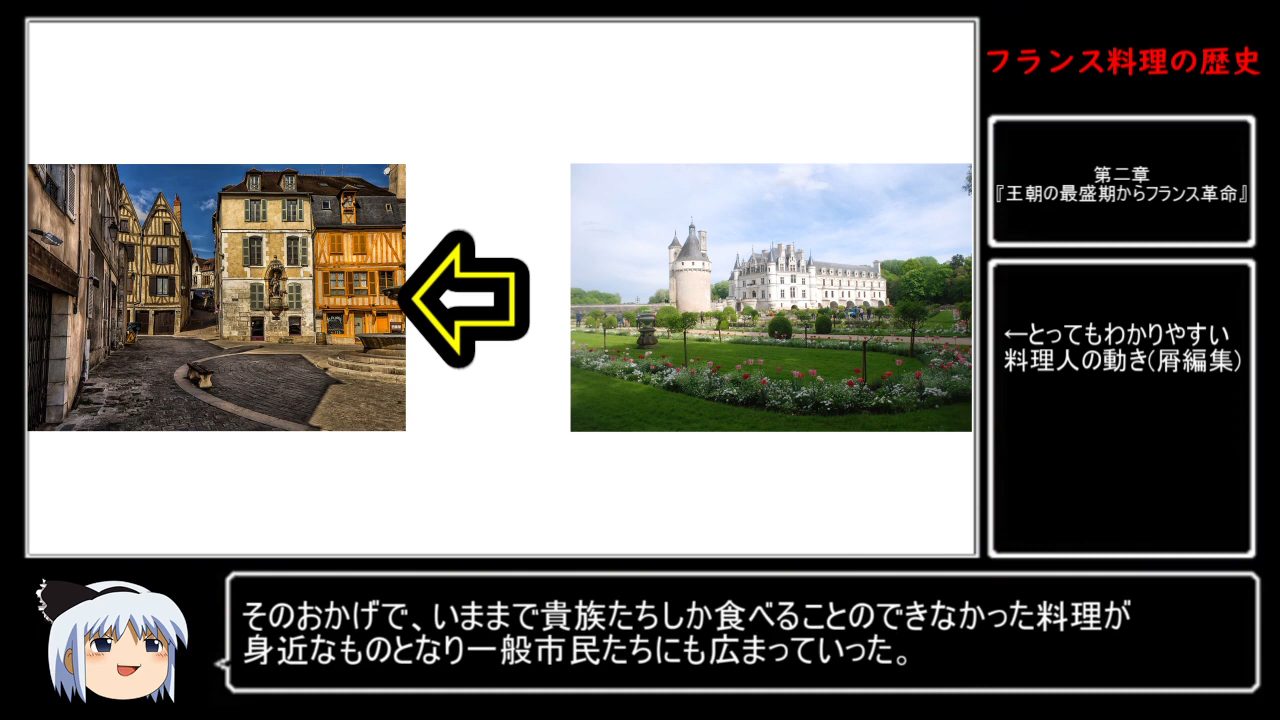 フランス料理の歴史
第二章
『王朝の最盛期からフランス革命』
←とってもわかりやすい
料理人の動き(屑編集)
そのおかげで、いままで貴族たちしか食べることのできなかった料理が
身近なものとなり一般市民たちにも広まっていった。